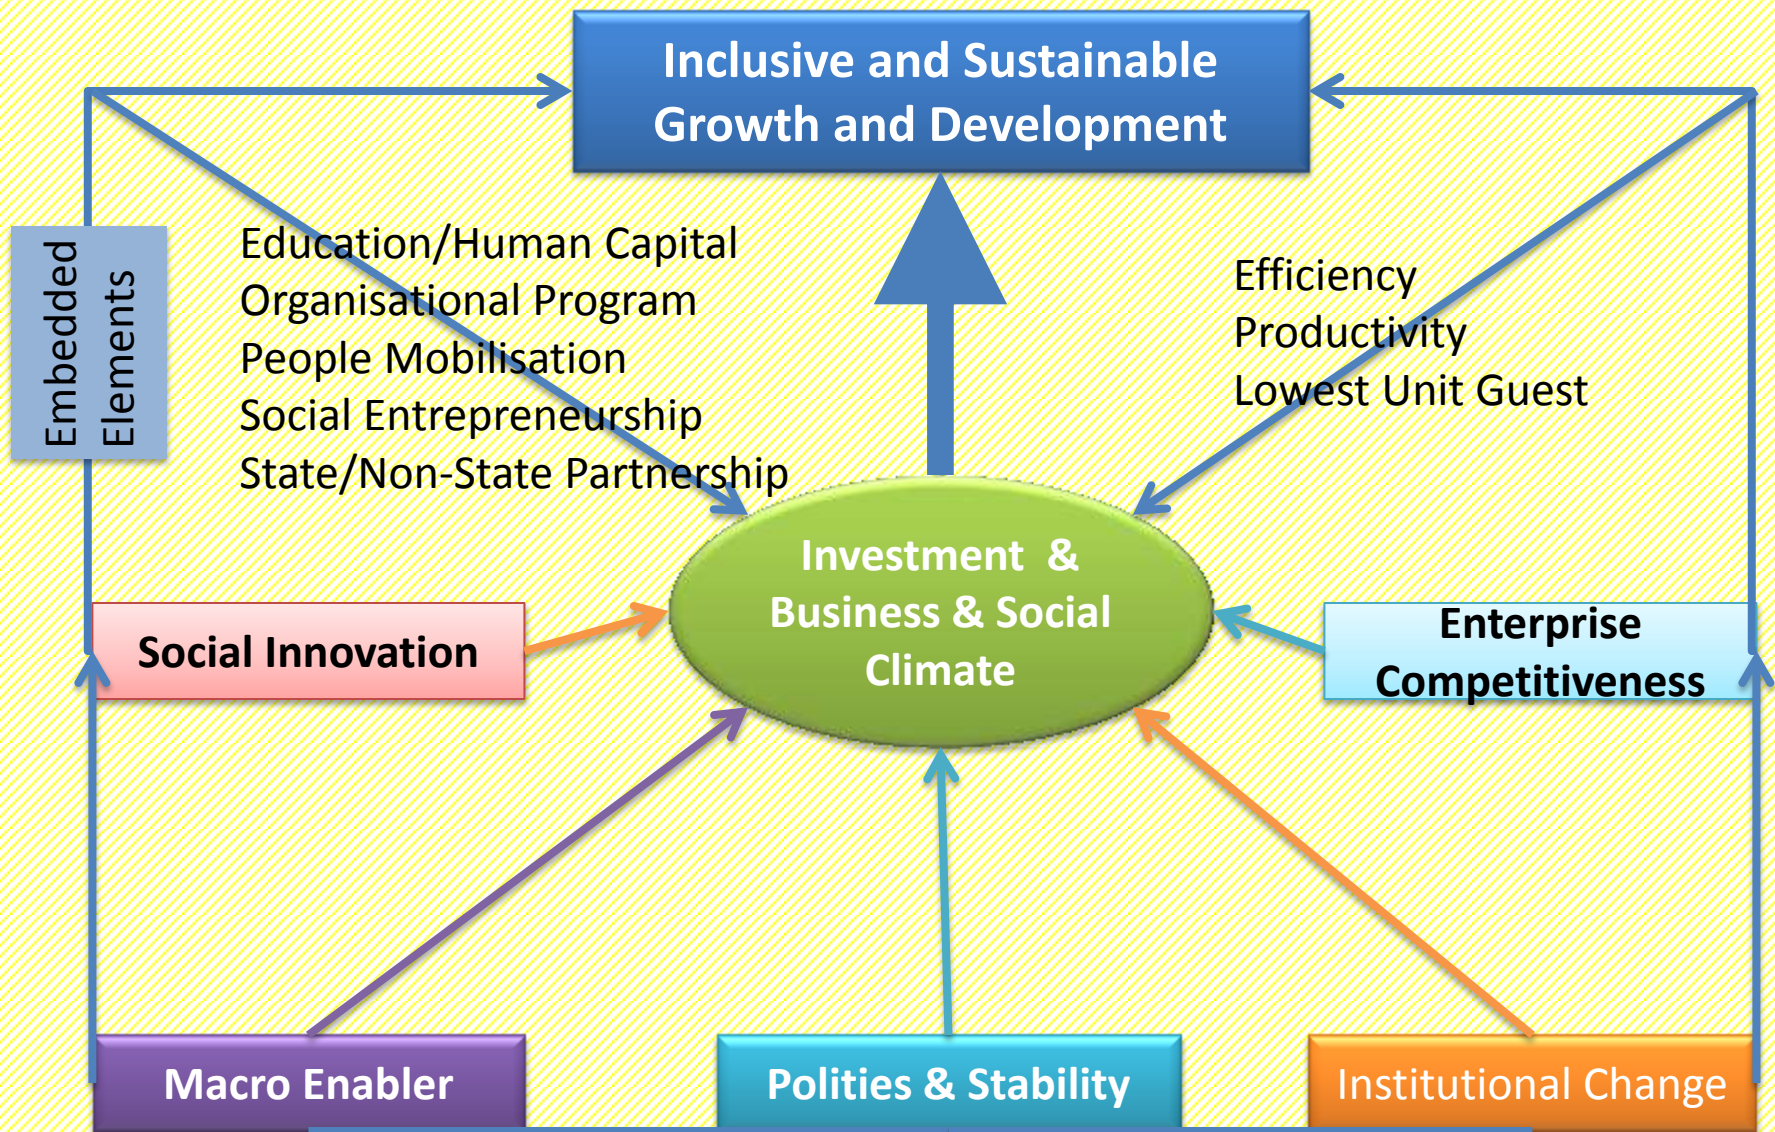 Inclusive and Sustainable
Growth and Development
Embedded
Elements
Education/Human Capital
Organisational Program
People Mobilisation
Social Entrepreneurship
State/Non-State Partnership
Efficiency
Productivity
Lowest Unit Guest
Investment & 
Business & Social
Climate
Social Innovation
Enterprise
Competitiveness
Macro Enabler
Polities & Stability
Institutional Change